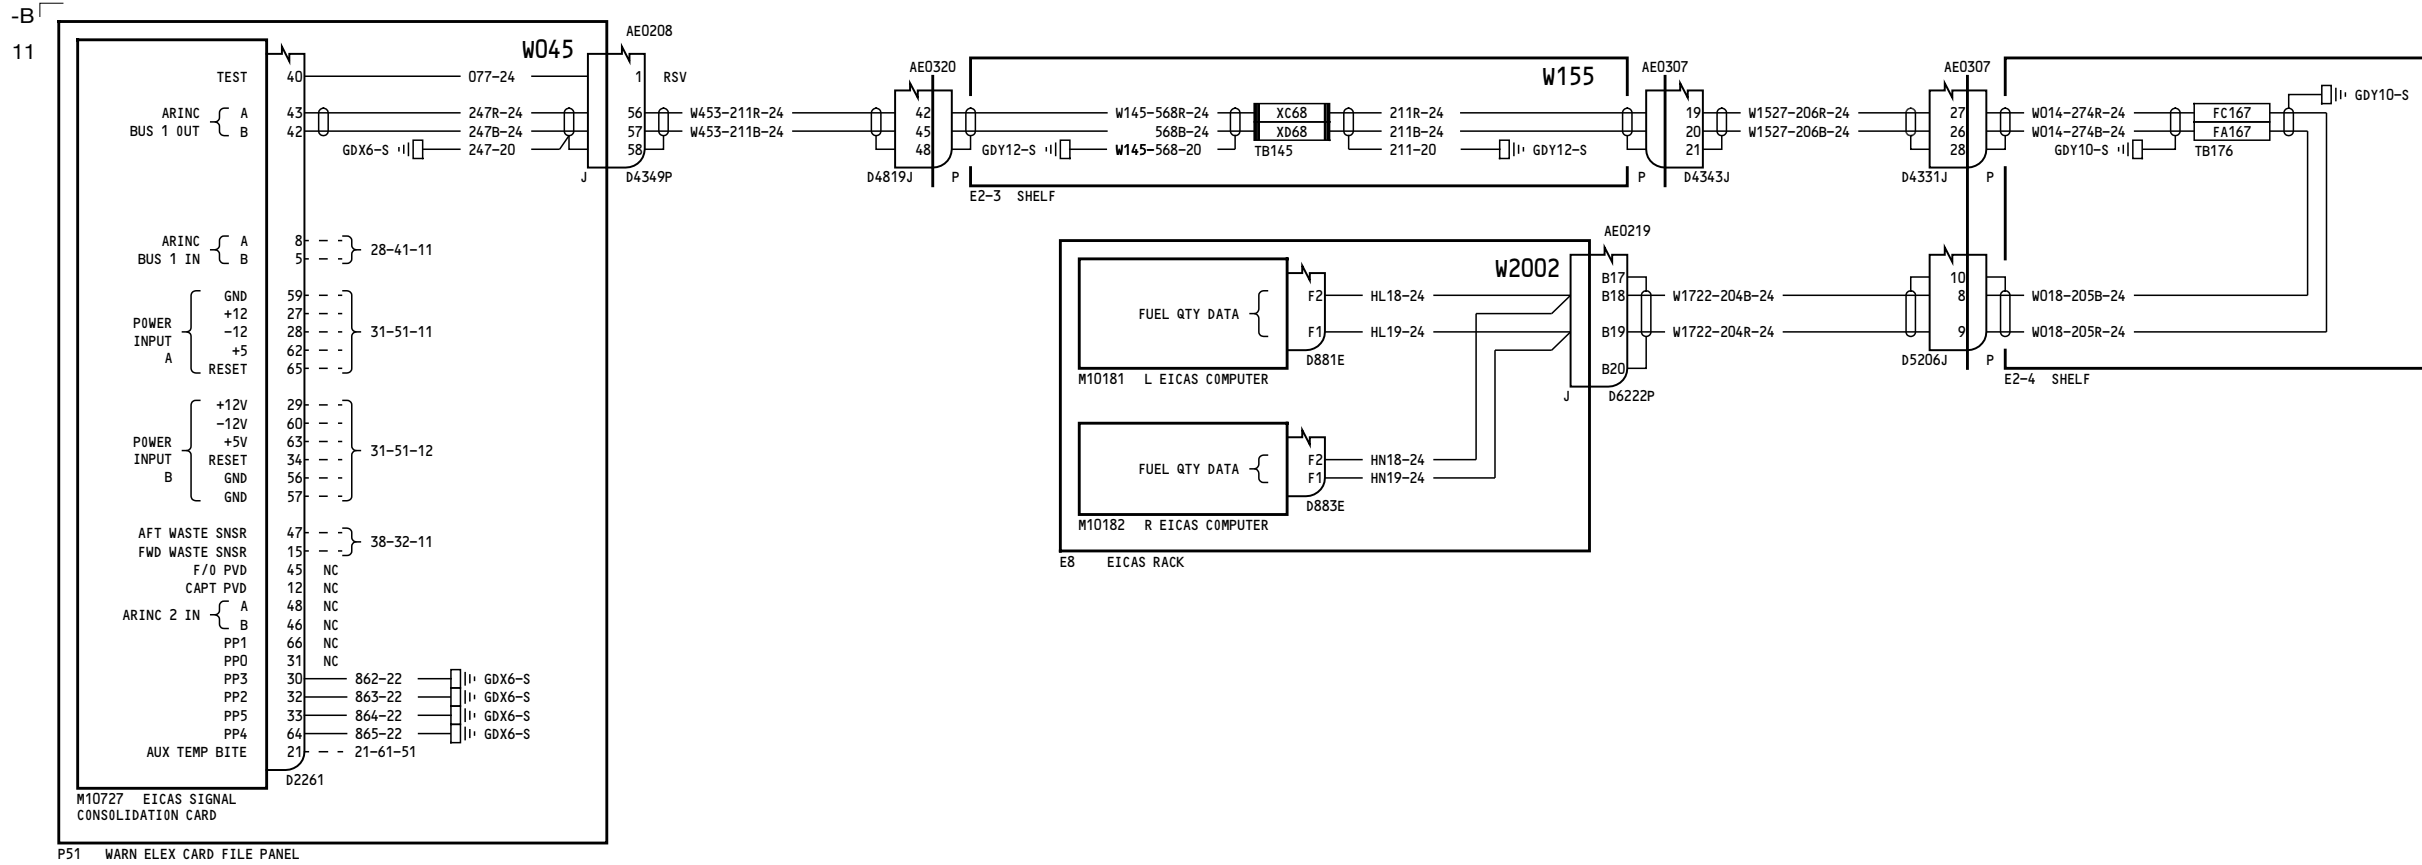 -B
11
W045
AE0208
TEST 40 077-24 1 RSV
ARINC BUS 1 OUT
A 43 247R-24 56 W453-211R-24
B 42 247B-24 57 W453-211B-24
GDX6-S 247-20 58
J D4349P
AE0320
42
45
48
D4819J P
W155
W145-568R-24 XC68 211R-24
568B-24 XD68 211B-24
GDY12-S W145-568-20 TB145 211-20 GDY12-S
E2-3 SHELF
AE0307
19 W1527-206R-24
20 W1527-206B-24
21
P D4343J
AE0307
27 W014-274R-24 FC167
26 W014-274B-24 FA167
28 GDY10-S TB176
GDY10-S
D4331J P
ARINC BUS 1 IN
A 8
B 5
28-41-11
POWER INPUT A
GND 59
+12 27
-12 28
+5 62
RESET 65
31-51-11
POWER INPUT B
+12V 29
-12V 60
+5V 63
RESET 34
GND 56
GND 57
31-51-12
AFT WASTE SNSR 47
FWD WASTE SNSR 15
38-32-11
F/O PVD 45 NC
CAPT PVD 12 NC
ARINC 2 IN
A 48 NC
B 46 NC
PP1 66 NC
PP0 31 NC
PP3 30 862-22 GDX6-S
PP2 32 863-22 GDX6-S
PP5 33 864-22 GDX6-S
PP4 64 865-22 GDX6-S
AUX TEMP BITE 21 21-61-51
D2261
M10727 EICAS SIGNAL
CONSOLIDATION CARD
P51 WARN ELEX CARD FILE PANEL
W2002
AE0219
FUEL QTY DATA
F2 HL18-24
F1 HL19-24
D881E
M10181 L EICAS COMPUTER
FUEL QTY DATA
F2 HN18-24
F1 HN19-24
D883E
M10182 R EICAS COMPUTER
E8 EICAS RACK
B17
B18 W1722-204B-24
B19 W1722-204R-24
B20
J D6222P
10
8 W018-205B-24
9 W018-205R-24
D5206J P
E2-4 SHELF